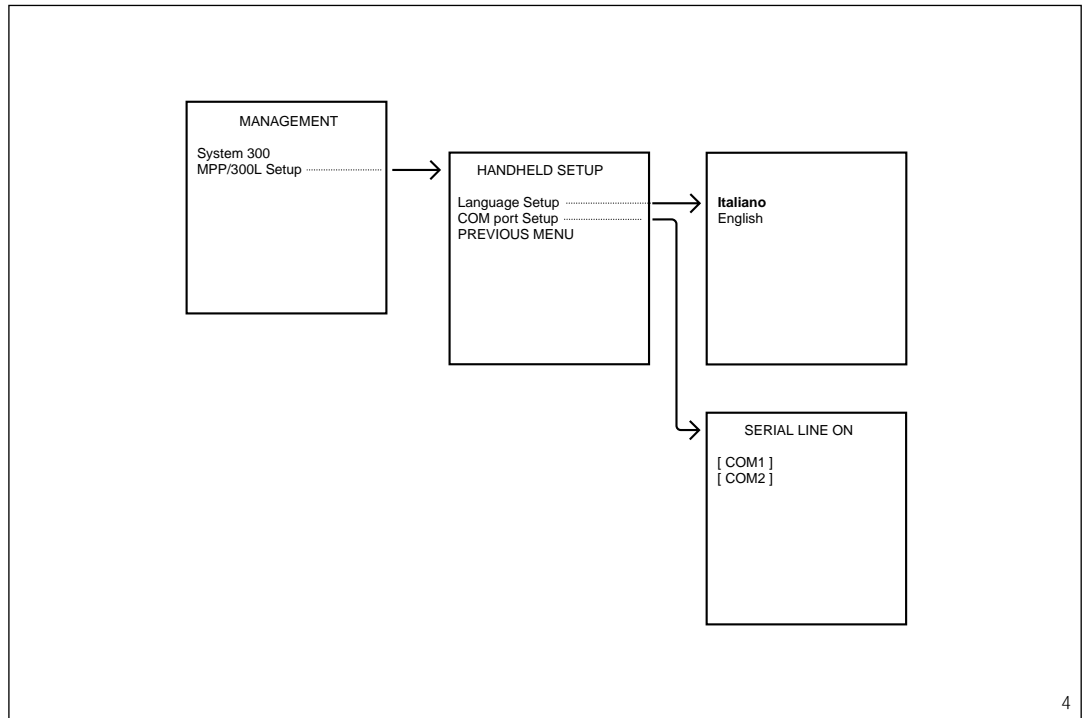 MANAGEMENT
System 300
MPP/300L Setup
HANDHELD SETUP
Language Setup
COM port Setup
PREVIOUS MENU
Italiano
English
SERIAL LINE ON
[ COM1 ]
[ COM2 ]
4